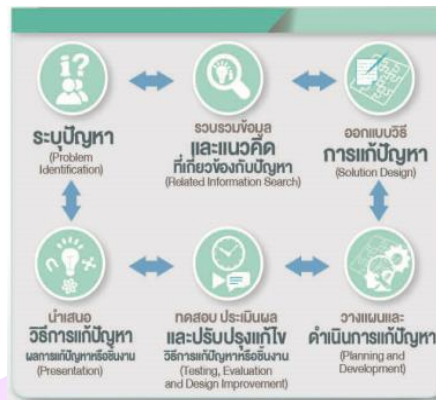 i?
ระบุปัญหา
(Problem
Identification)
รวบรวมข้อมูล
และแนวคิด
ที่เกี่ยวข้องกับปัญหา
(Related Information Search)
ออกแบบวิธี
การแก้ปัญหา
(Solution Design)
นำเสนอ
วิธีการแก้ปัญหา
ผลการแก้ปัญหาหรือชิ้นงาน
(Presentation)
ทดสอบ ประเมินผล
และปรับปรุงแก้ไข
วิธีการแก้ปัญหาหรือชิ้นงาน
(Testing, Evaluation
and Design Improvement)
วางแผนและ
ดำเนินการแก้ปัญหา
(Planning and
Development)